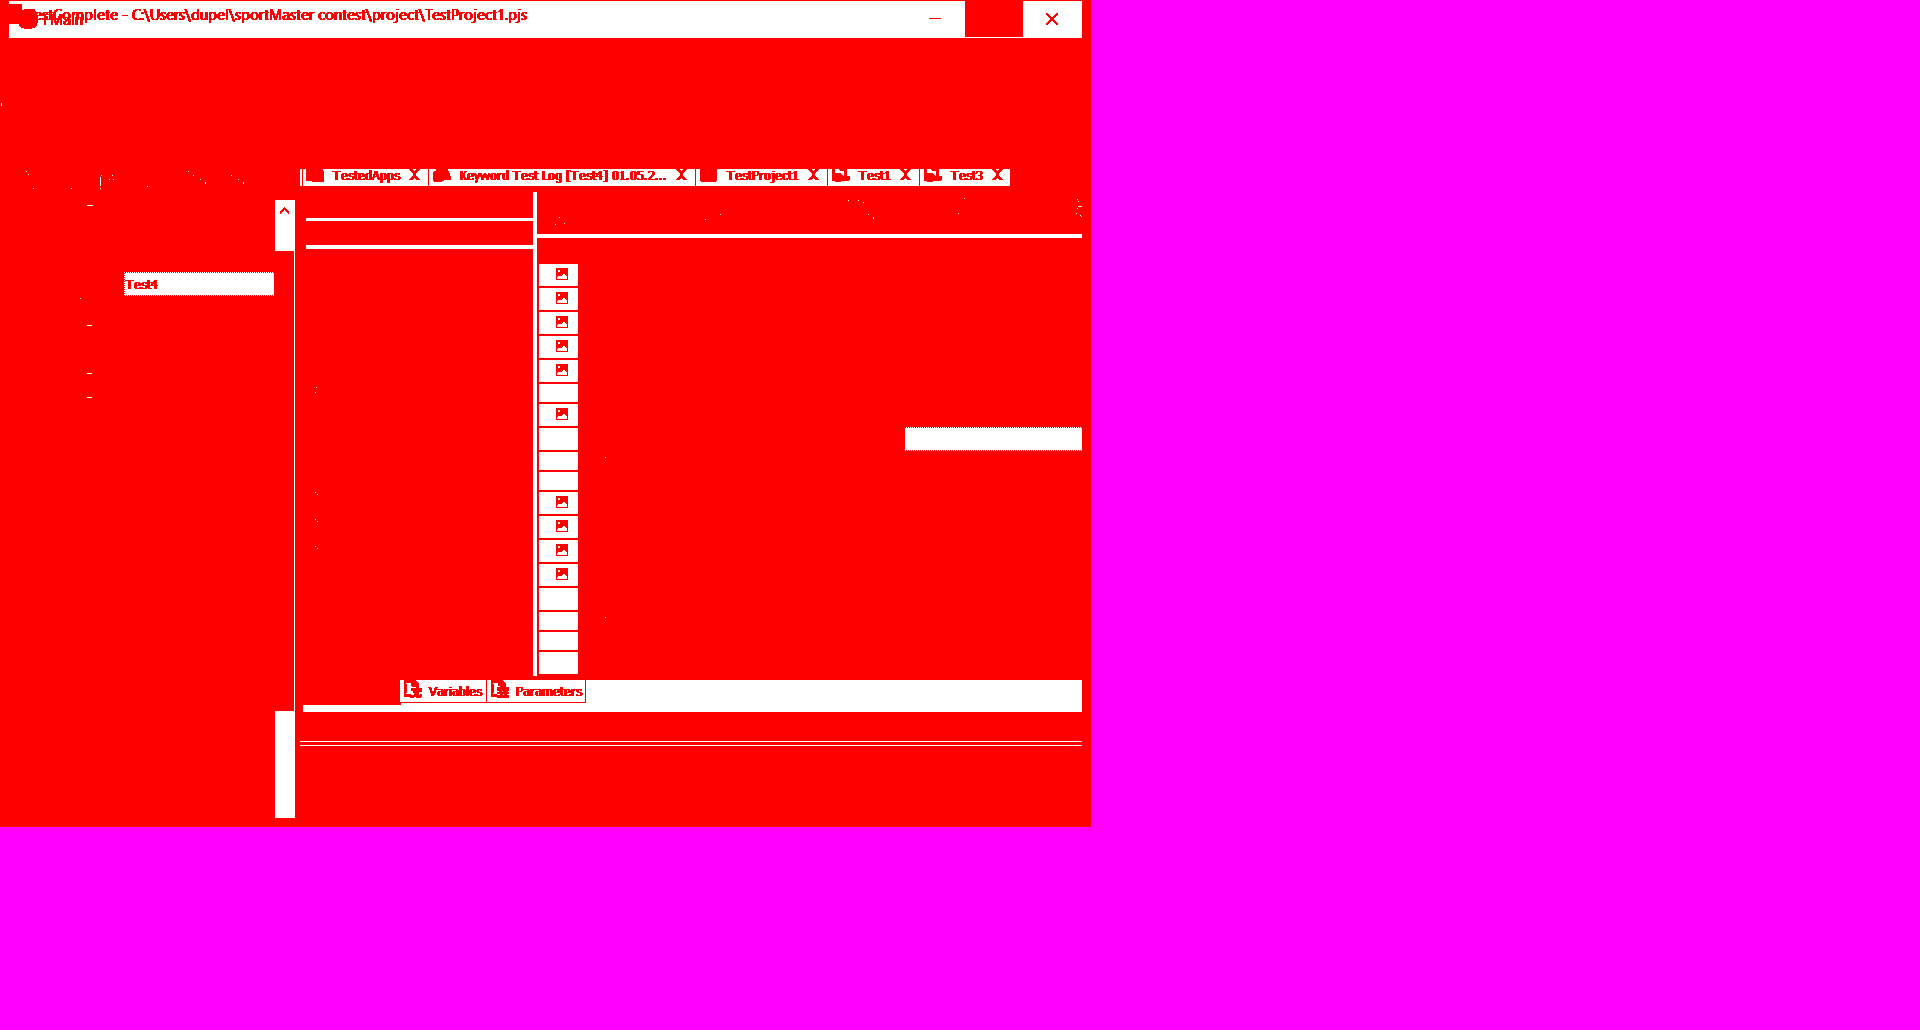 TestComplete - C:\Users\dupel\sportMaster contest\project\TestProject1.pjs
TestedApps X Keyword Test Log [Test4] 01.05.2... X TestProject1 X Test1 X Test3 X
Test4
Variables Parameters